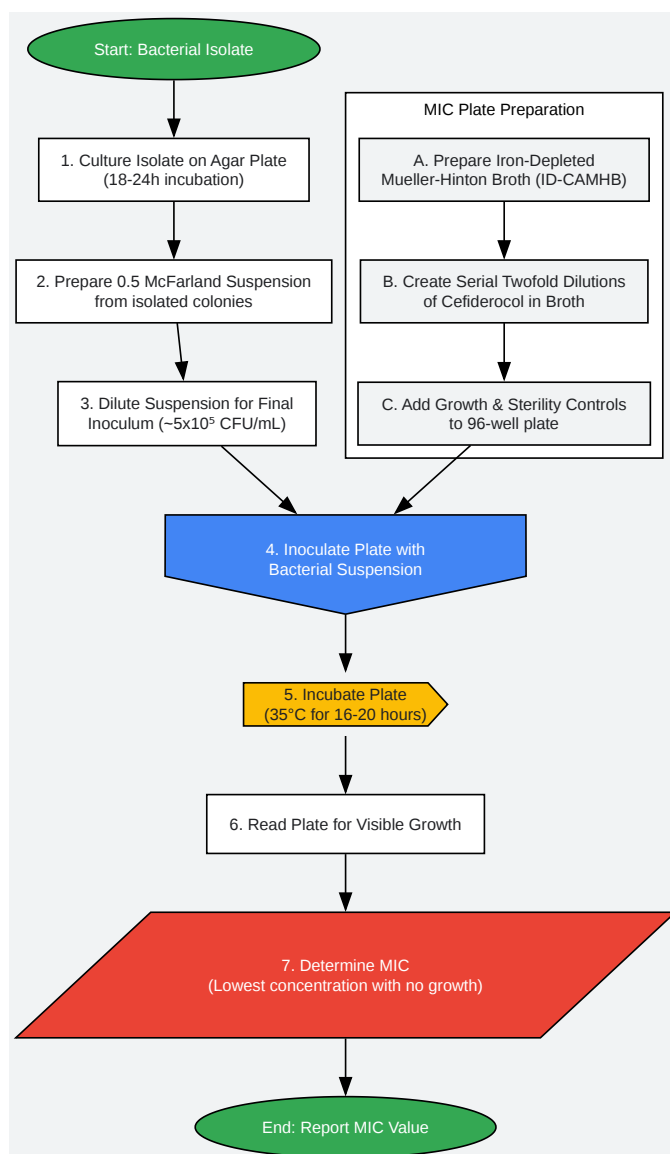 Start: Bacterial Isolate
1. Culture Isolate on Agar Plate
(18-24h incubation)
2. Prepare 0.5 McFarland Suspension
from isolated colonies
3. Dilute Suspension for Final
Inoculum (~5x10⁵ CFU/mL)
MIC Plate Preparation
A. Prepare Iron-Depleted
Mueller-Hinton Broth (ID-CAMHB)
B. Create Serial Twofold Dilutions
of Cefiderocol in Broth
C. Add Growth & Sterility Controls
to 96-well plate
4. Inoculate Plate with
Bacterial Suspension
5. Incubate Plate
(35°C for 16-20 hours)
6. Read Plate for Visible Growth
7. Determine MIC
(Lowest concentration with no growth)
End: Report MIC Value